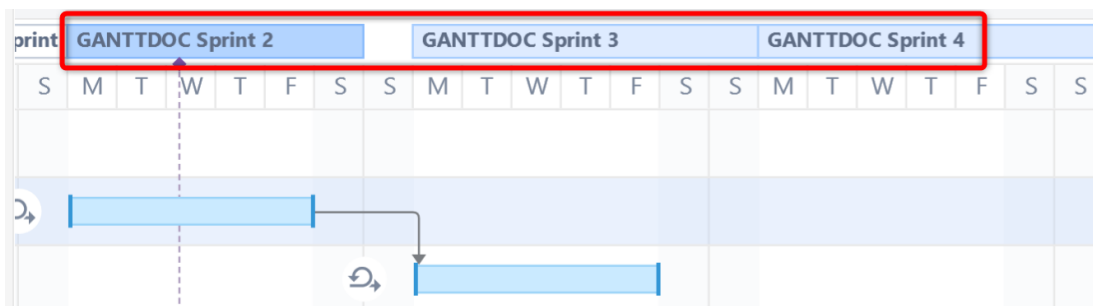 print GANTTDOC Sprint 2 GANTTDOC Sprint 3 GANTTDOC Sprint 4
S M T W T F S S M T W T F S S M T W T F S S